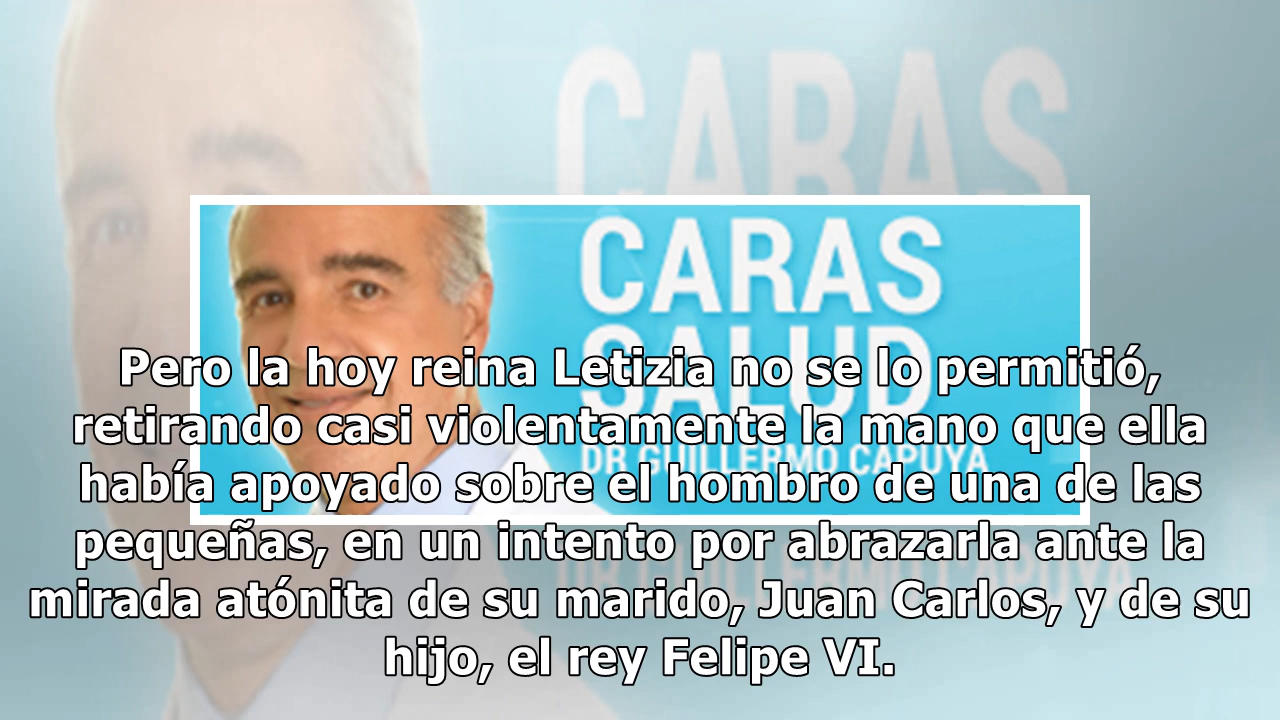 CARAS
CARAS
SALUD
DR GUILLERMO CAPUYA
Pero la hoy reina Letizia no se lo permitió,
retirando casi violentamente la mano que ella
había apoyado sobre el hombro de una de las
pequeñas, en un intento por abrazarla ante la
mirada atónita de su marido, Juan Carlos, y de su
hijo, el rey Felipe VI.